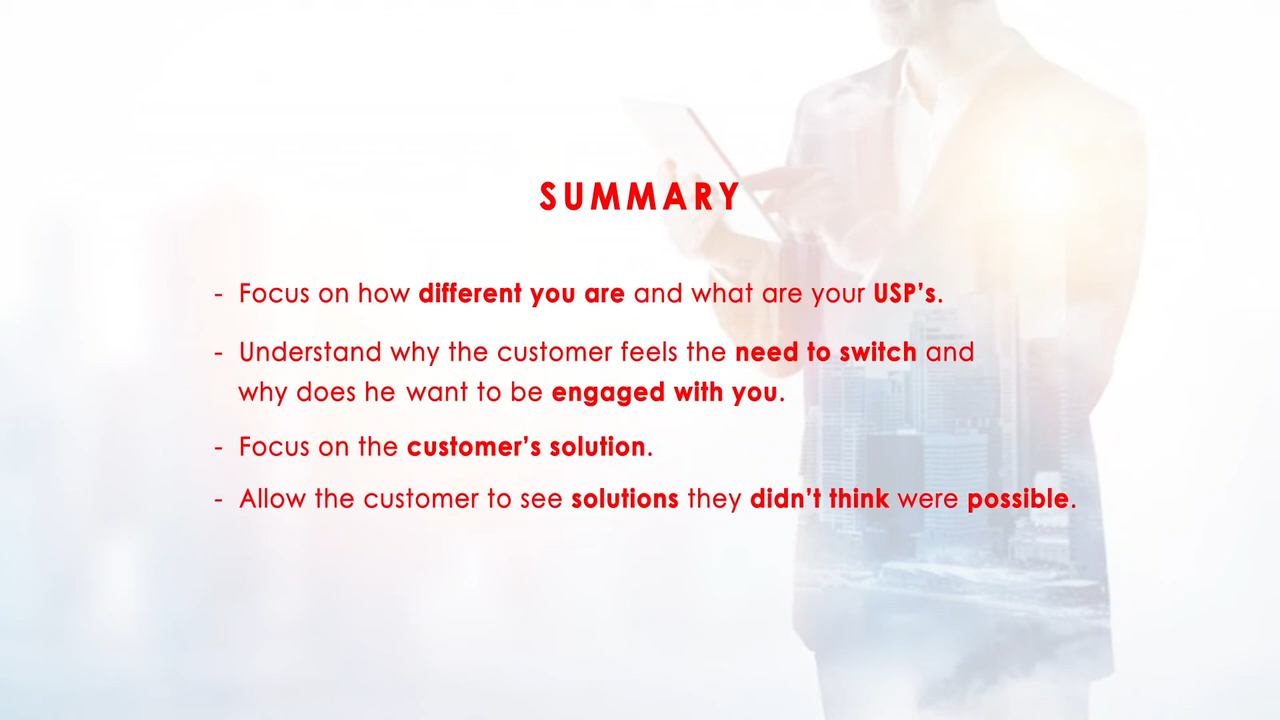 SUMMARY
- Focus on how different you are and what are your USP's.
- Understand why the customer feels the need to switch and
why does he want to be engaged with you.
- Focus on the customer's solution.
- Allow the customer to see solutions they didn't think were possible.